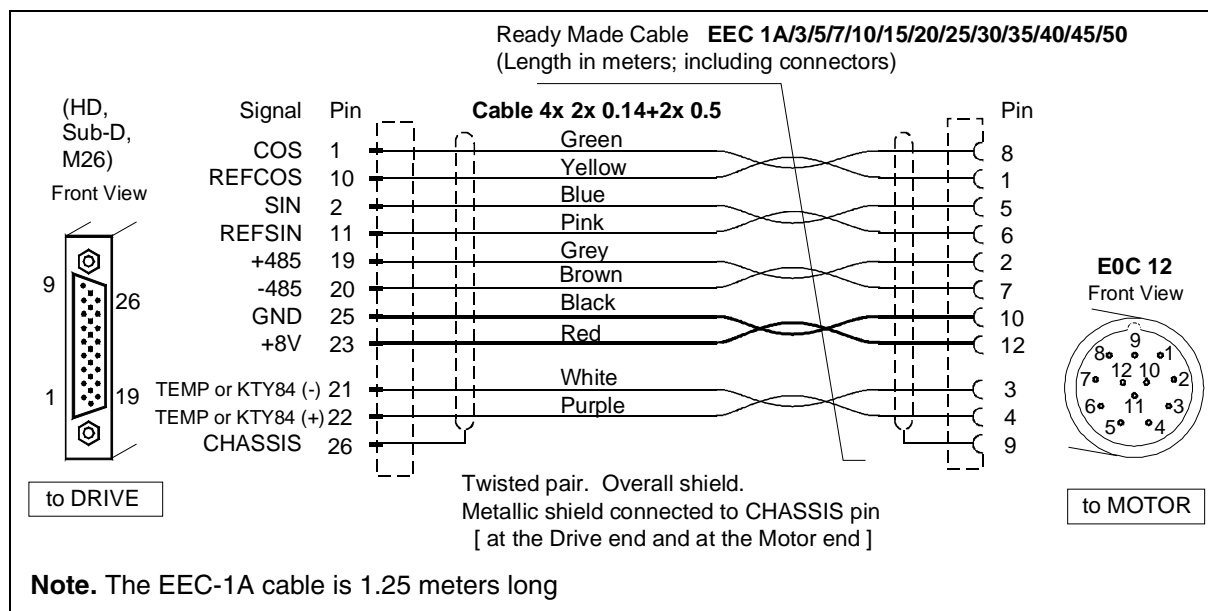 Ready Made Cable EEC 1A/3/5/7/10/15/20/25/30/35/40/45/50
(Length in meters; including connectors)
(HD,
Sub-D,
M26)
Front View
9
26
1
19
to DRIVE
Signal Pin Cable 4x 2x 0.14+2x 0.5 Pin
COS 1 Green 8
REFCOS 10 Yellow 1
SIN 2 Blue 5
REFSIN 11 Pink 6
+485 19 Grey 2
-485 20 Brown 7
GND 25 Black 10
+8V 23 Red 12
TEMP or KTY84 (-) 21 White 3
TEMP or KTY84 (+) 22 Purple 4
CHASSIS 26 9
E0C 12
Front View
9
8 1
7 12 10 2
6 11 3
5 4
to MOTOR
Twisted pair. Overall shield.
Metallic shield connected to CHASSIS pin
[ at the Drive end and at the Motor end ]
Note. The EEC-1A cable is 1.25 meters long